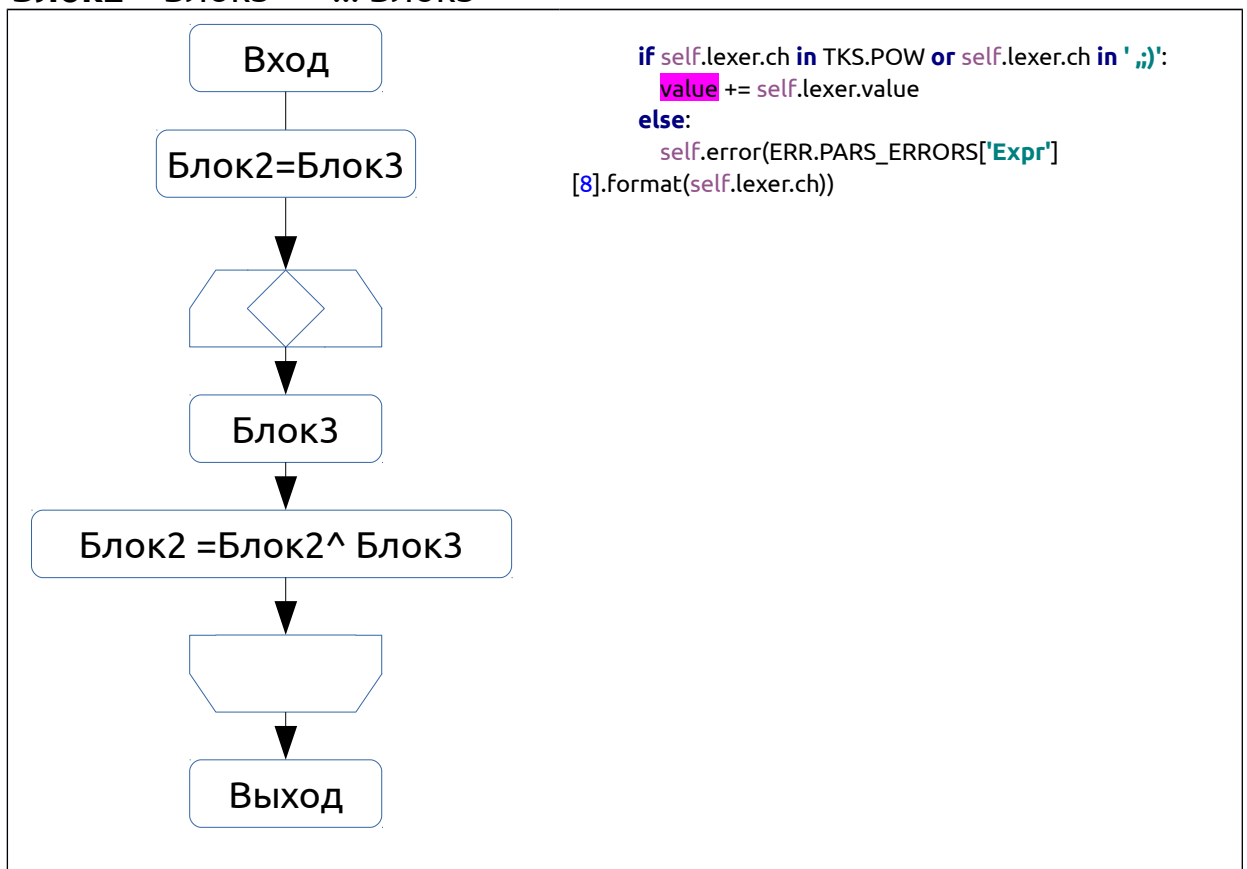 Вход
Блок2=Блок3
Блок3
Блок2 =Блок2^ Блок3
Выход
if self.lexer.ch in TKS.POW or self.lexer.ch in ' ,;)':
value += self.lexer.value
else:
self.error(ERR.PARS_ERRORS['Expr']
[8].format(self.lexer.ch))